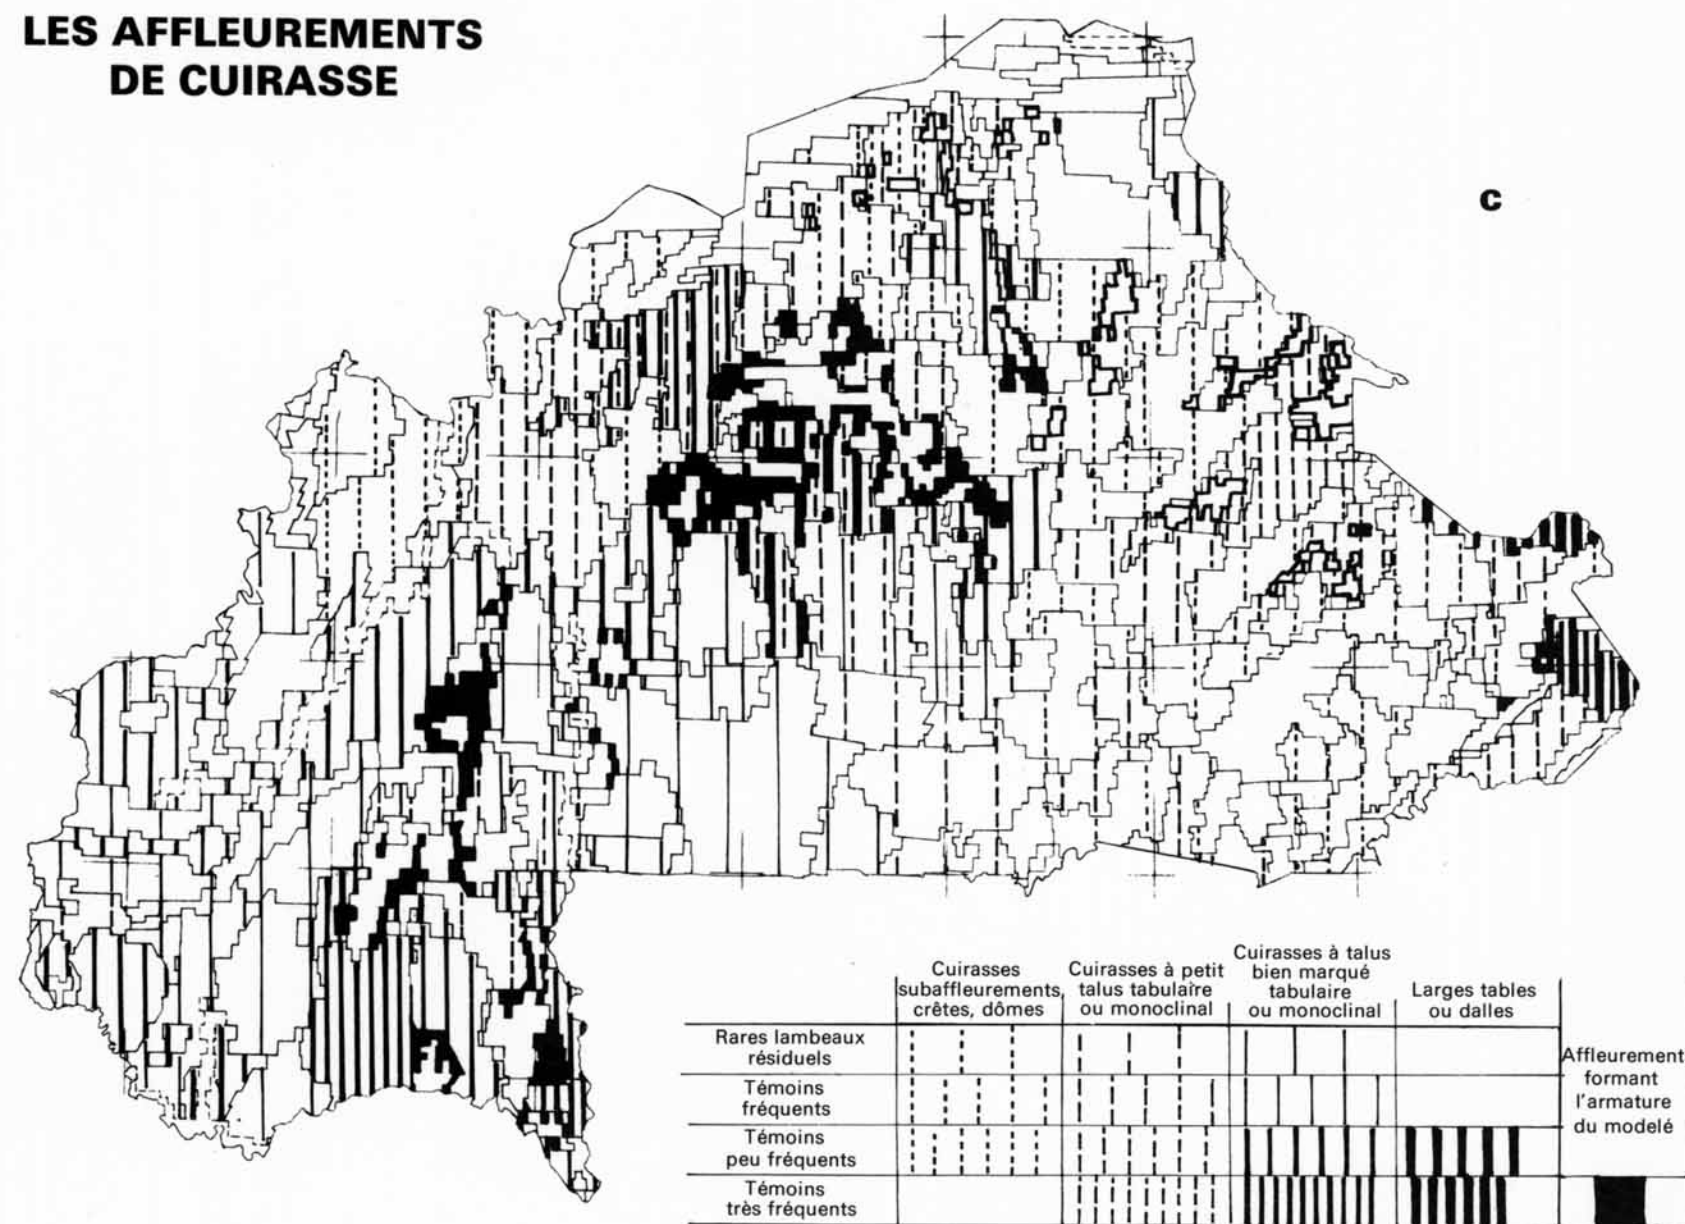 LES AFFLEUREMENTS
DE CUIRASSE
C
Cuirasses
subaffleurements,
crêtes, dômes
Cuirasses à petit
talus tabulaire
ou monoclinal
Cuirasses à talus
bien marqué
tabulaire
ou monoclinal
Larges tables
ou dalles
Rares lambeaux
résiduels
Témoins
fréquents
Témoins
peu fréquents
Témoins
très fréquents
Affleurement
formant
l'armature
du modelé